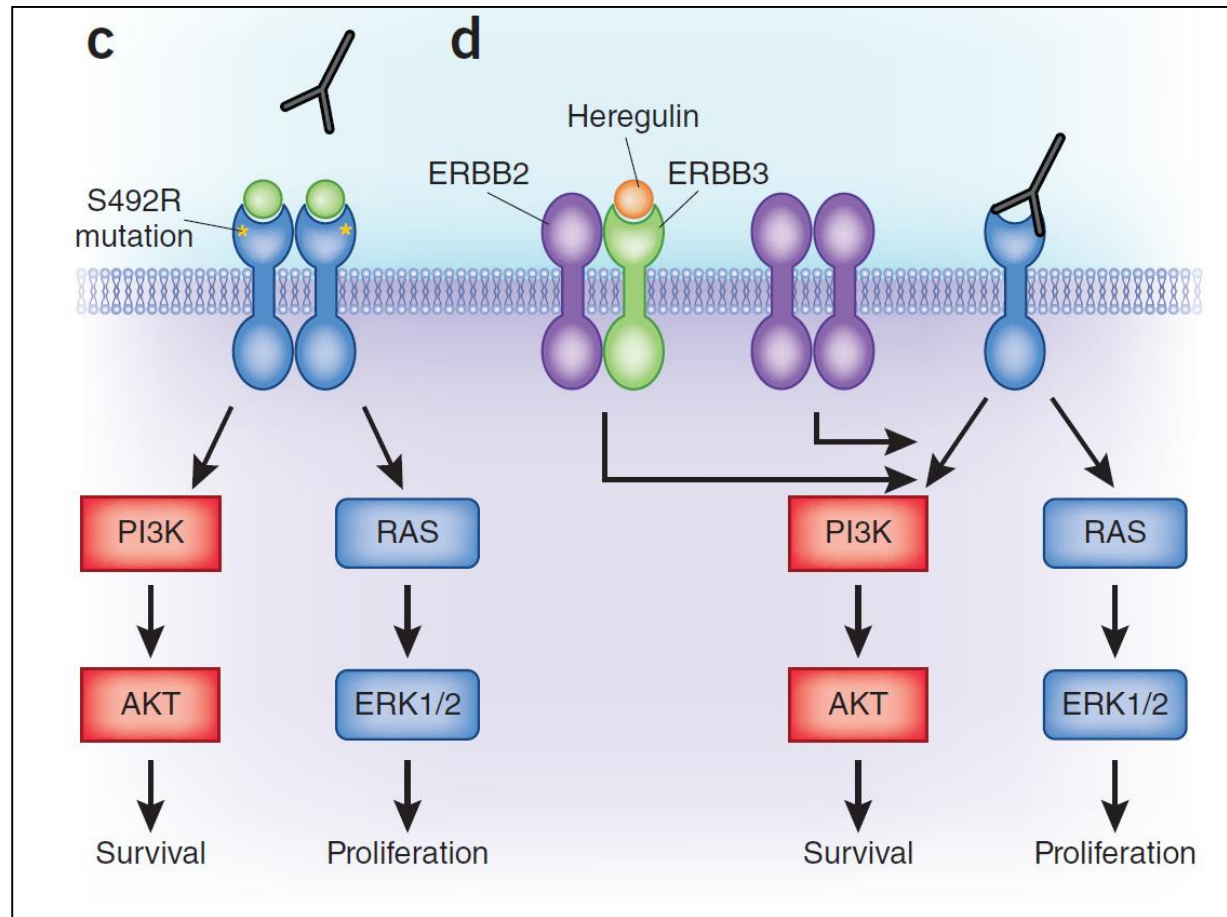 c
S492R
mutation
PI3K
RAS
AKT
ERK1/2
Survival
Proliferation
d
Heregulin
ERBB2
ERBB3
PI3K
RAS
AKT
ERK1/2
Survival
Proliferation